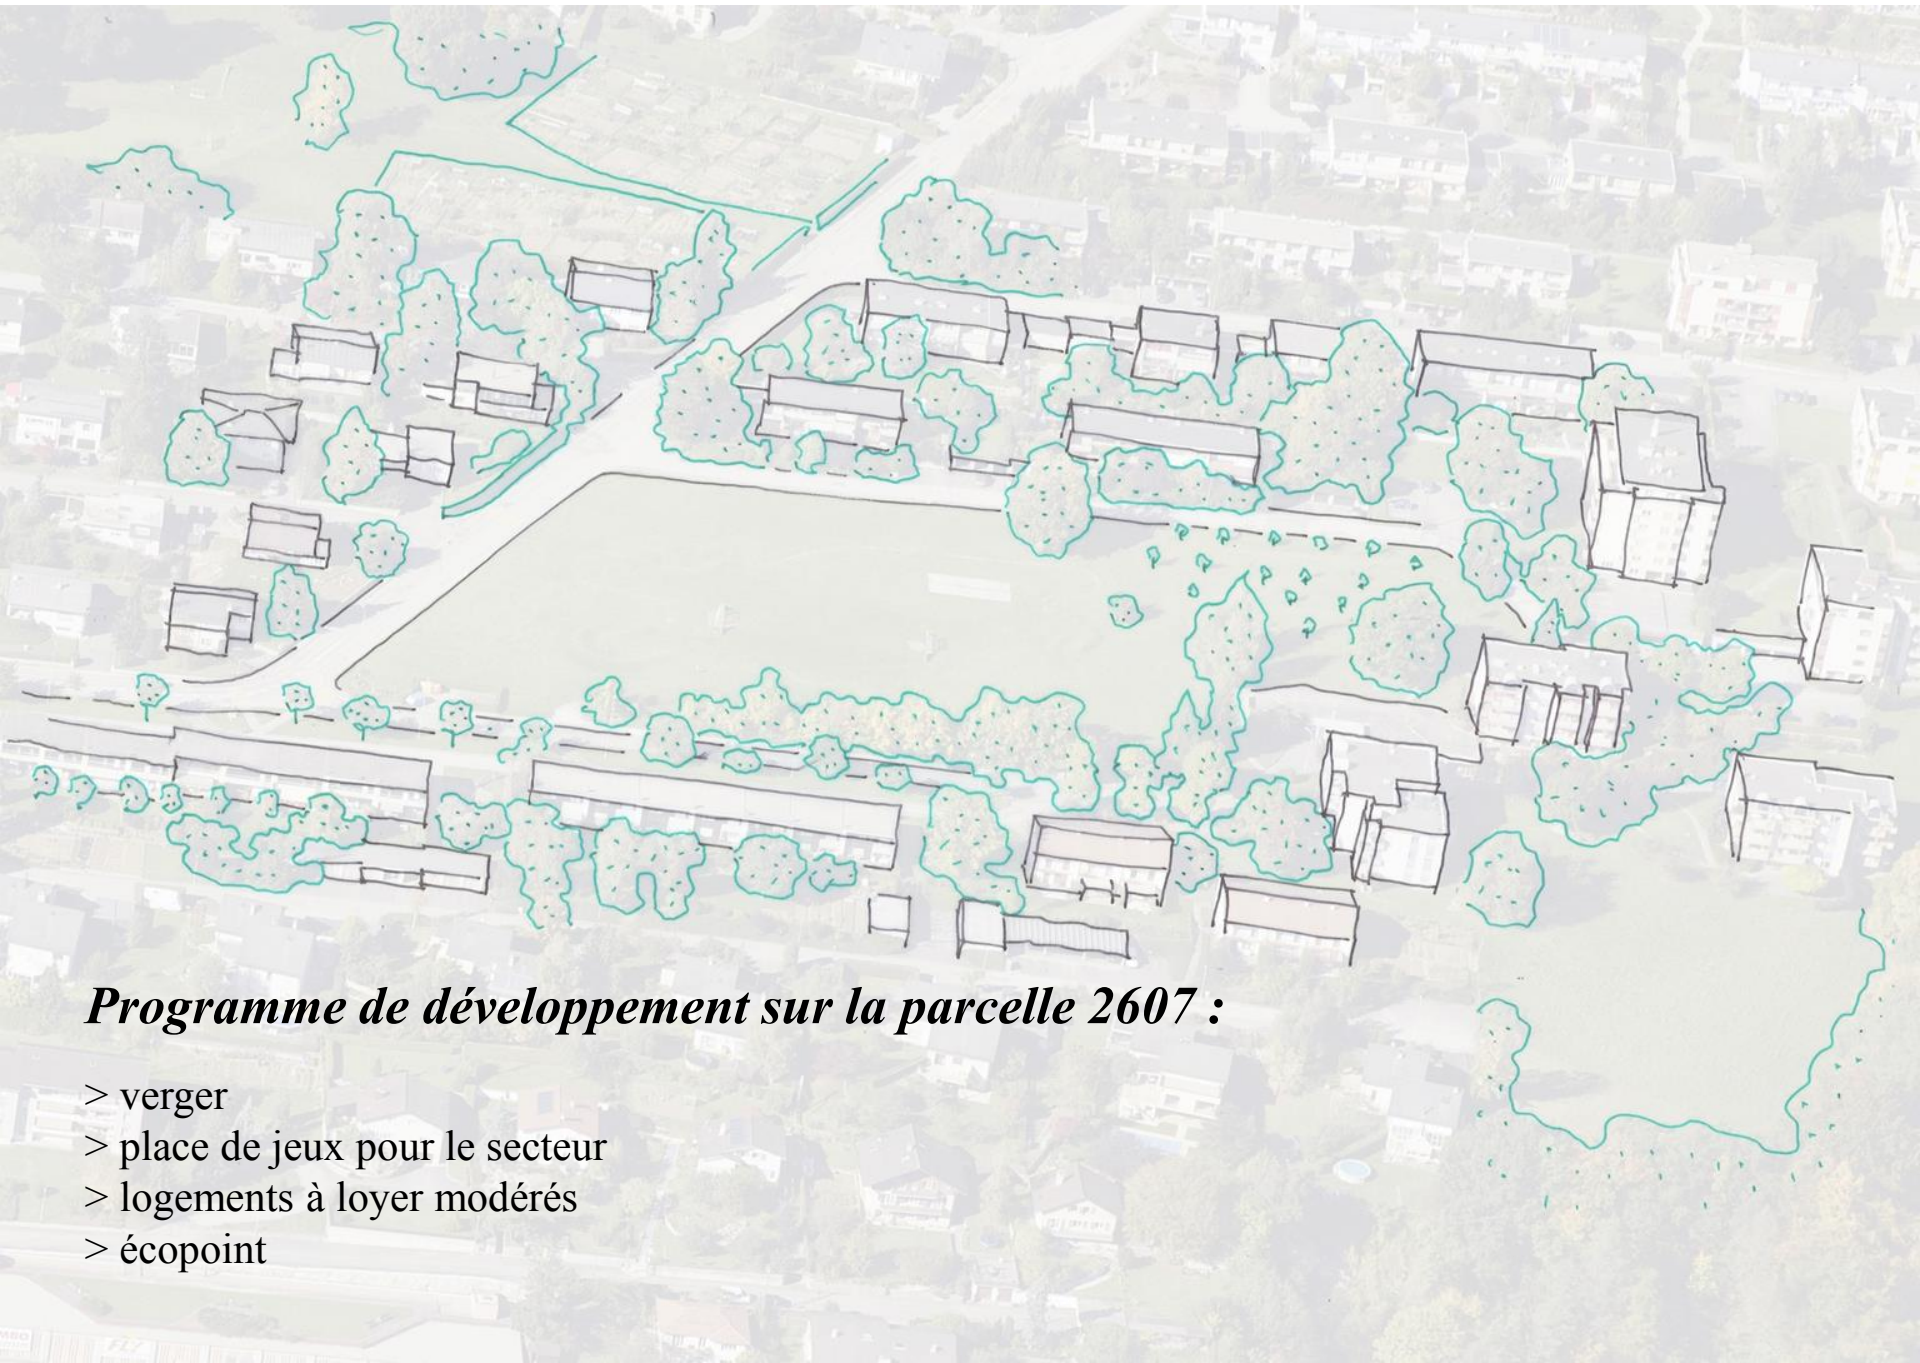 Programme de développement sur la parcelle 2607 :
> verger
> place de jeux pour le secteur
> logements à loyer modérés
> écopoint